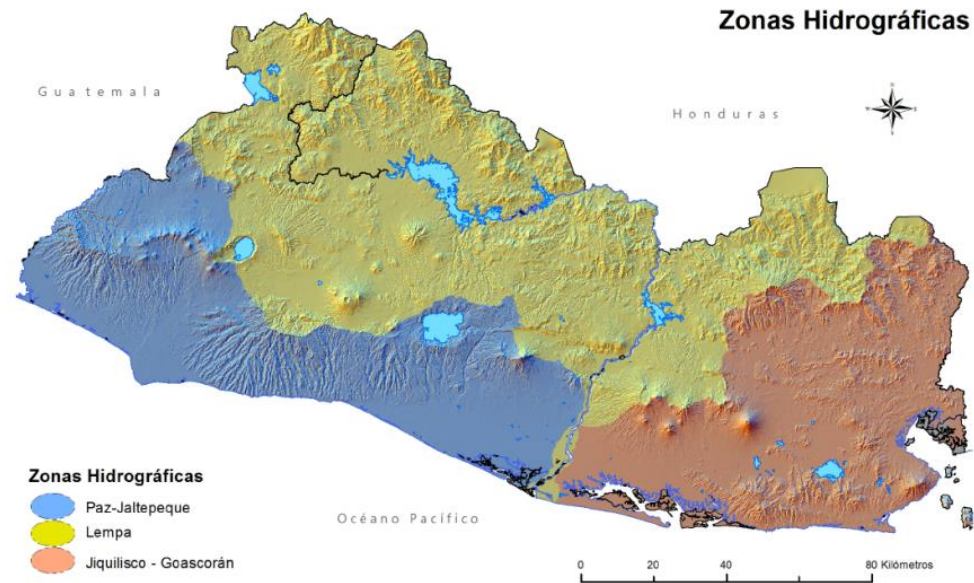 Zonas Hidrográficas
Guatemala
Honduras
Zonas Hidrográficas
Paz-Jaltepeque
Lempa
Jiquilisco - Goascorán
Océano Pacífico
0 20 40 80 Kilómetros